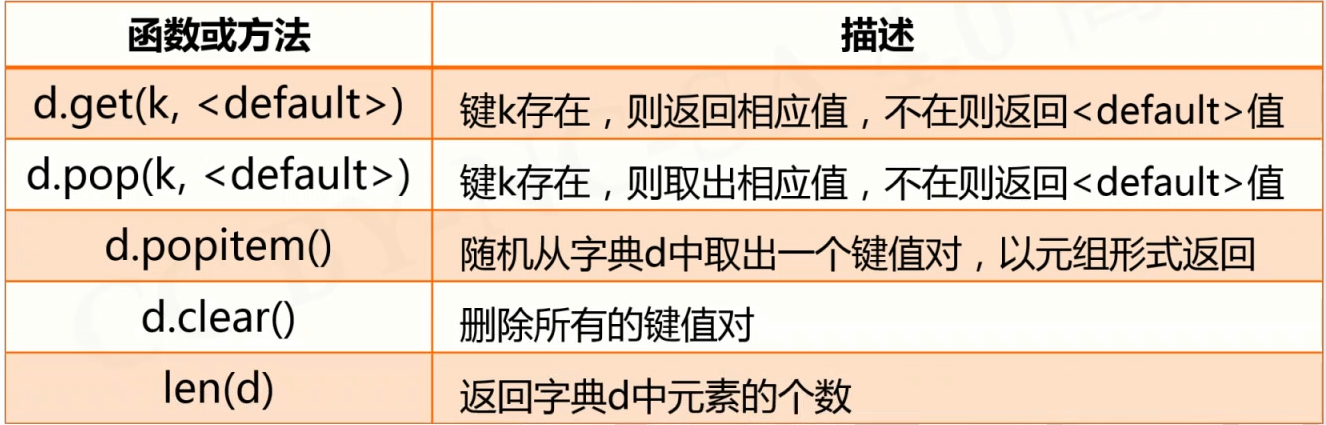 函数或方法 描述
d.get(k, <default>) 键k存在，则返回相应值，不在则返回<default>值
d.pop(k, <default>) 键k存在，则取出相应值，不在则返回<default>值
d.popitem() 随机从字典d中取出一个键值对，以元组形式返回
d.clear() 删除所有的键值对
len(d) 返回字典d中元素的个数